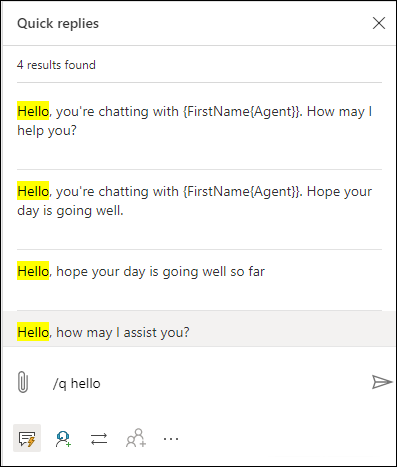 Quick replies
4 results found
Hello, you're chatting with {FirstName{Agent}}. How may I
help you?
Hello, you're chatting with {FirstName{Agent}}. Hope your
day is going well.
Hello, hope your day is going well so far
Hello, how may I assist you?
/q hello